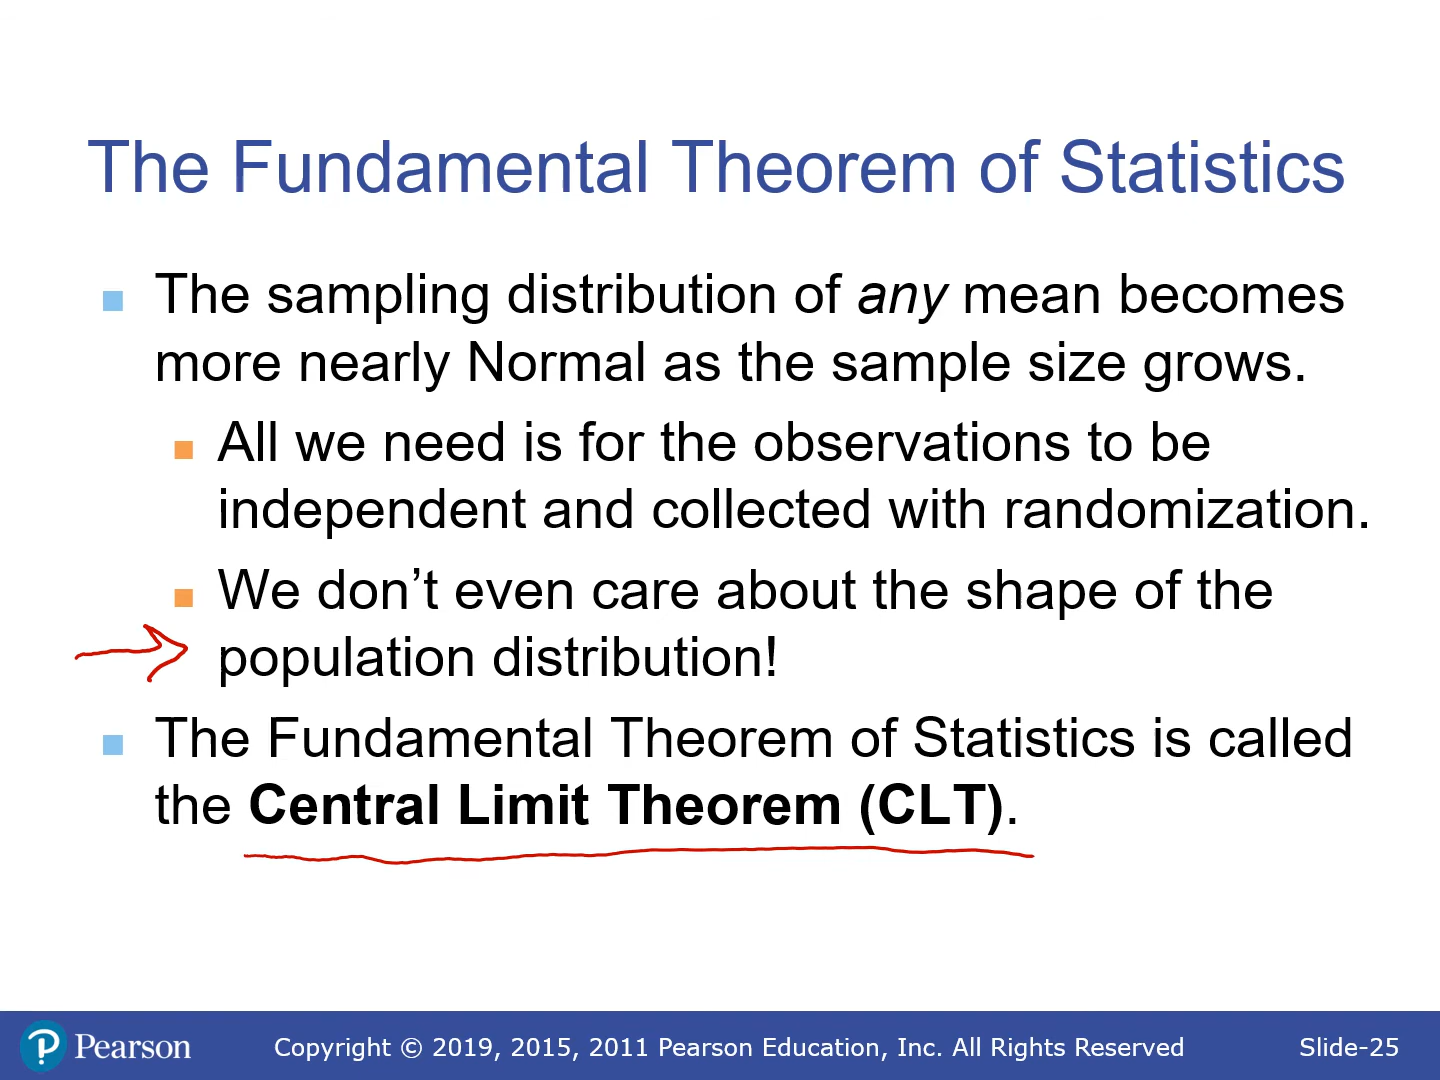 The Fundamental Theorem of Statistics
The sampling distribution of any mean becomes
more nearly Normal as the sample size grows.
All we need is for the observations to be
independent and collected with randomization.
We don’t even care about the shape of the
population distribution!
The Fundamental Theorem of Statistics is called
the Central Limit Theorem (CLT).
Pearson Copyright © 2019, 2015, 2011 Pearson Education, Inc. All Rights Reserved Slide-25